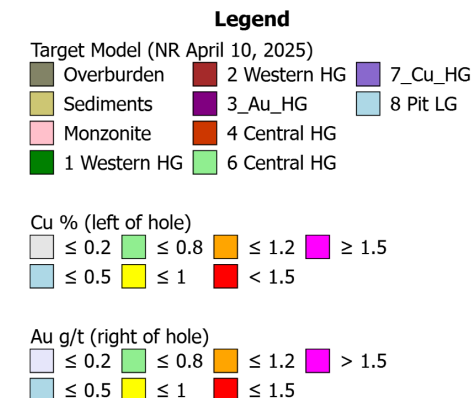 Legend
Target Model (NR April 10, 2025)
Overburden 2 Western HG 7_Cu_HG
Sediments 3_Au_HG 8 Pit LG
Monzonite 4 Central HG
1 Western HG 6 Central HG
Cu % (left of hole)
≤ 0.2 ≤ 0.8 ≤ 1.2 ≥ 1.5
≤ 0.5 ≤ 1 < 1.5
Au g/t (right of hole)
≤ 0.2 ≤ 0.8 ≤ 1.2 > 1.5
≤ 0.5 ≤ 1 ≤ 1.5